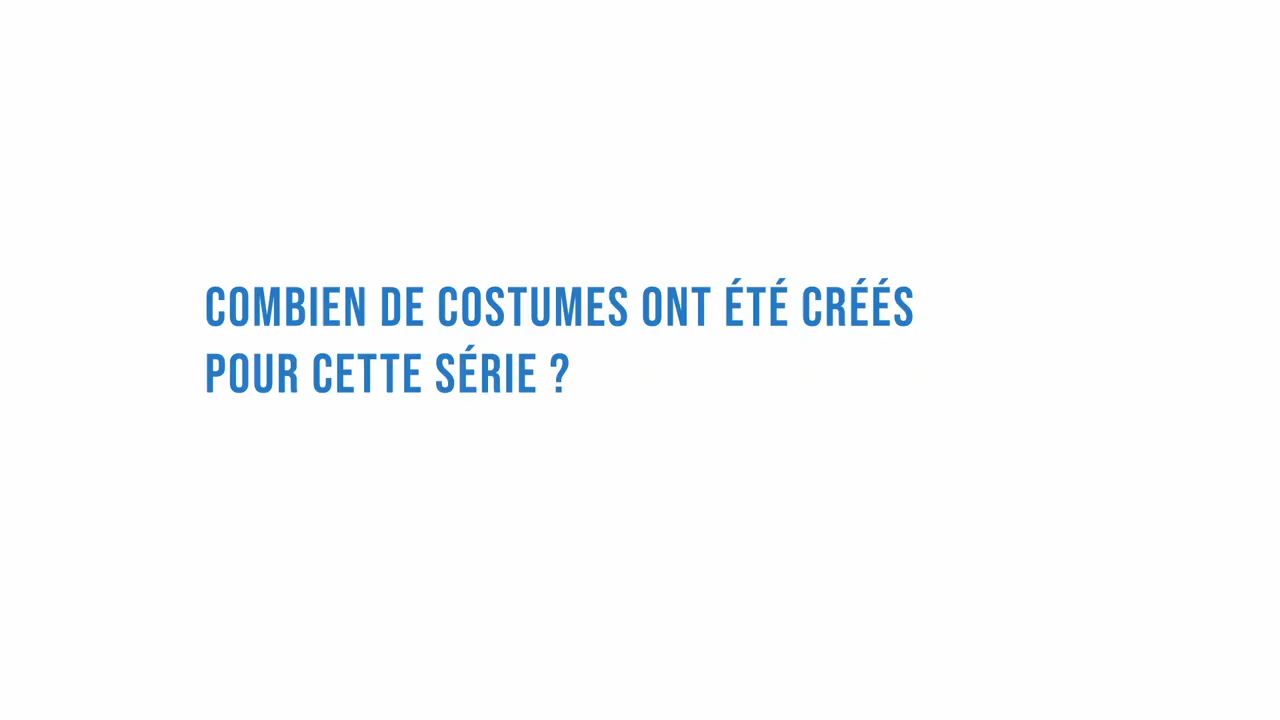 COMBIEN DE COSTUMES ONT ÉTÉ CRÉÉS
POUR CETTE SÉRIE ?